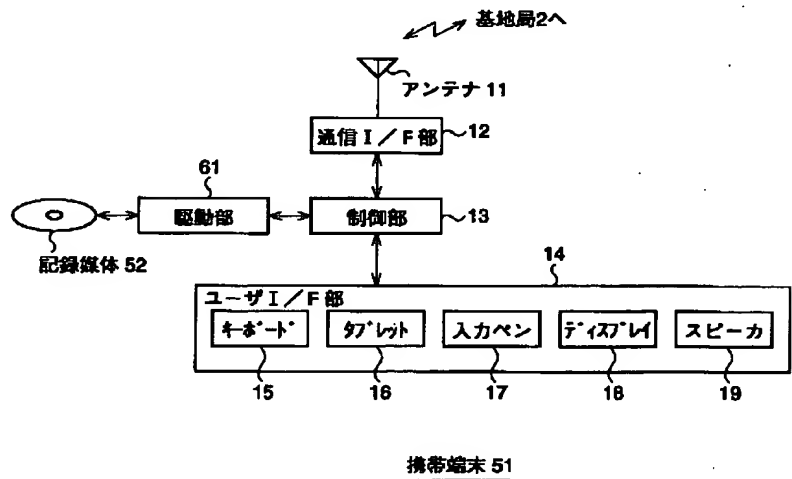 基地局2へ
アンテナ 11
通信I/F部 12
61
駆動部 制御部 13
記録媒体 52
14
ユーザI/F部
キーボード タブレット 入力ペン ディスプレイ スピーカ
15 16 17 18 19
携帯端末 51